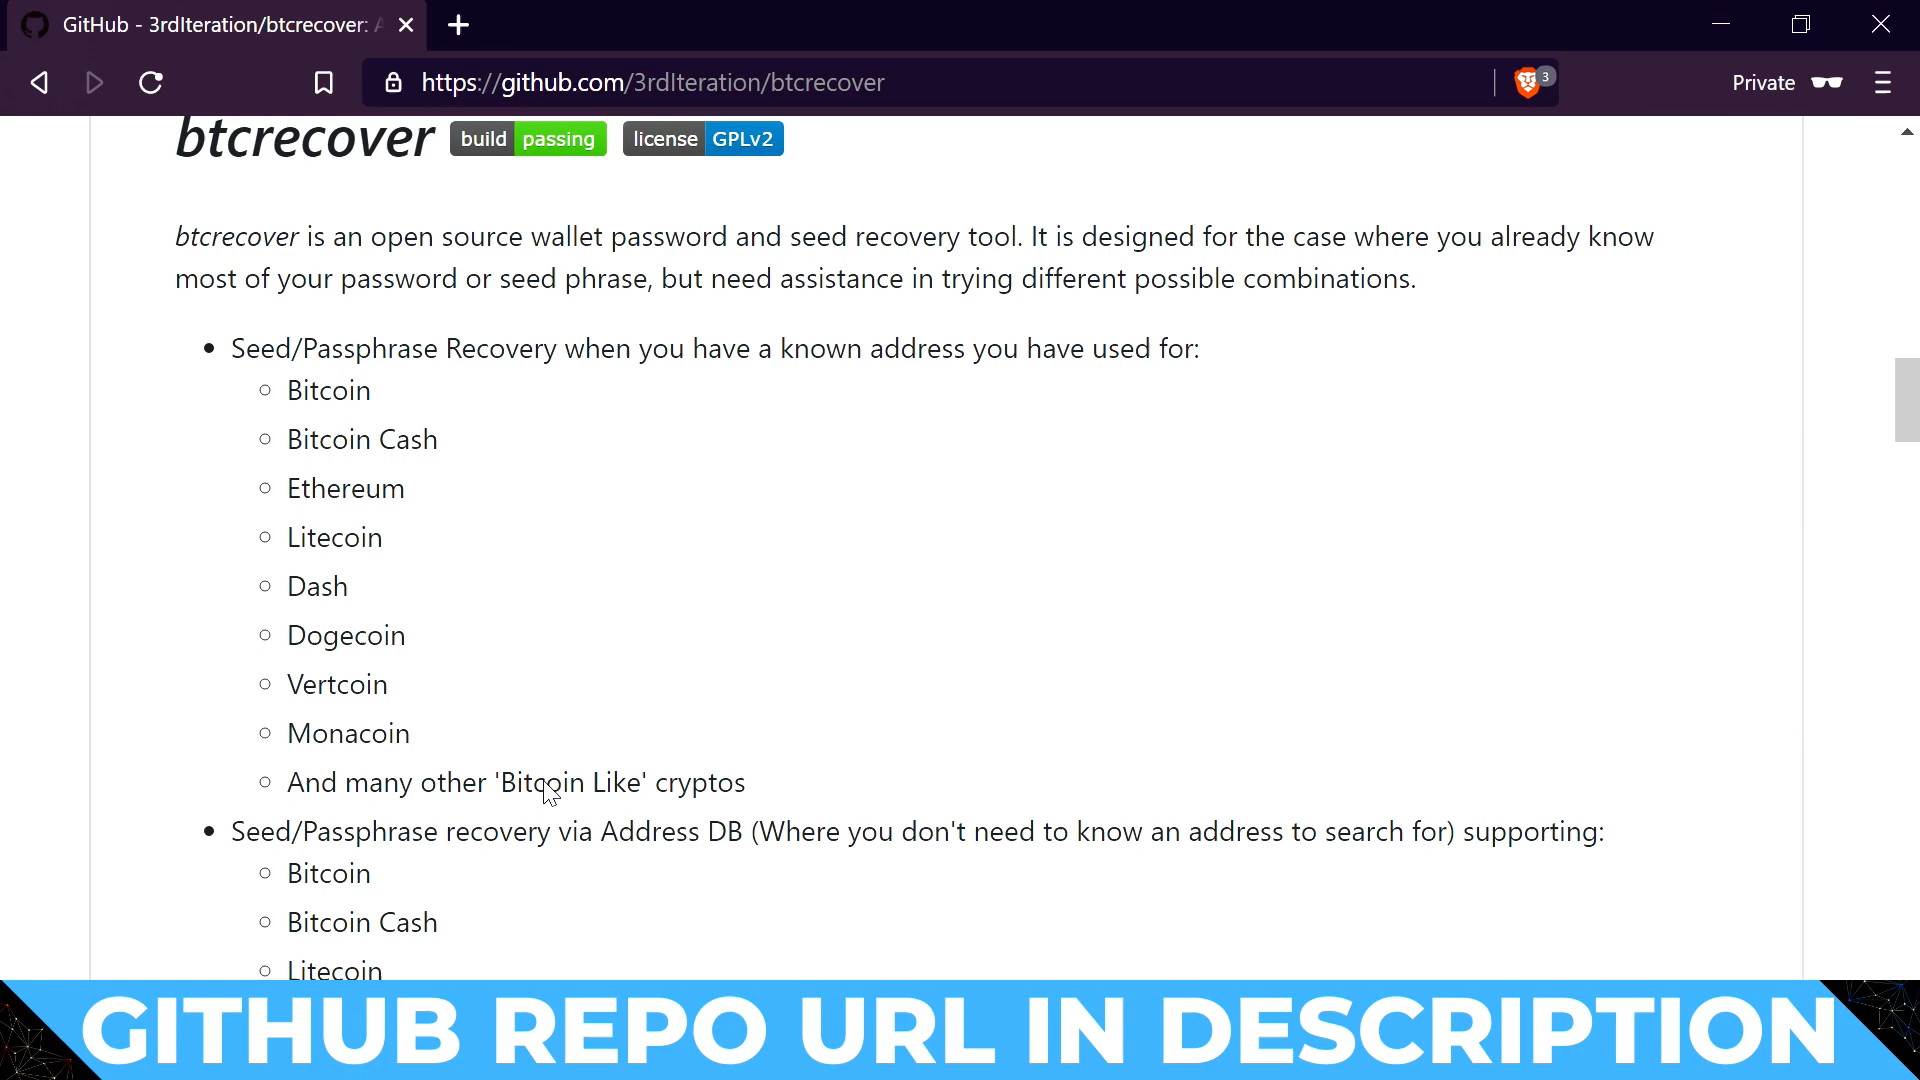 GitHub - 3rdIteration/btcrecover: A
https://github.com/3rdIteration/btcrecover
3
Private
btcrecover
build passing
license GPLv2
btcrecover is an open source wallet password and seed recovery tool. It is designed for the case where you already know
most of your password or seed phrase, but need assistance in trying different possible combinations.
Seed/Passphrase Recovery when you have a known address you have used for:
Bitcoin
Bitcoin Cash
Ethereum
Litecoin
Dash
Dogecoin
Vertcoin
Monacoin
And many other 'Bitcoin Like' cryptos
Seed/Passphrase recovery via Address DB (Where you don't need to know an address to search for) supporting:
Bitcoin
Bitcoin Cash
Litecoin
GITHUB REPO URL IN DESCRIPTION